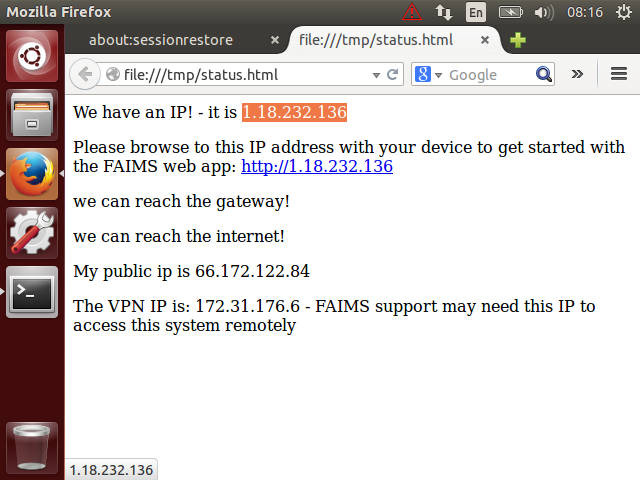 Mozilla Firefox
En
08:16
about:sessionrestore
file:///tmp/status.html
file:///tmp/status.html
Google
We have an IP! - it is 1.18.232.136
Please browse to this IP address with your device to get started with
the FAIMS web app: http://1.18.232.136
we can reach the gateway!
we can reach the internet!
My public ip is 66.172.122.84
The VPN IP is: 172.31.176.6 - FAIMS support may need this IP to
access this system remotely
1.18.232.136